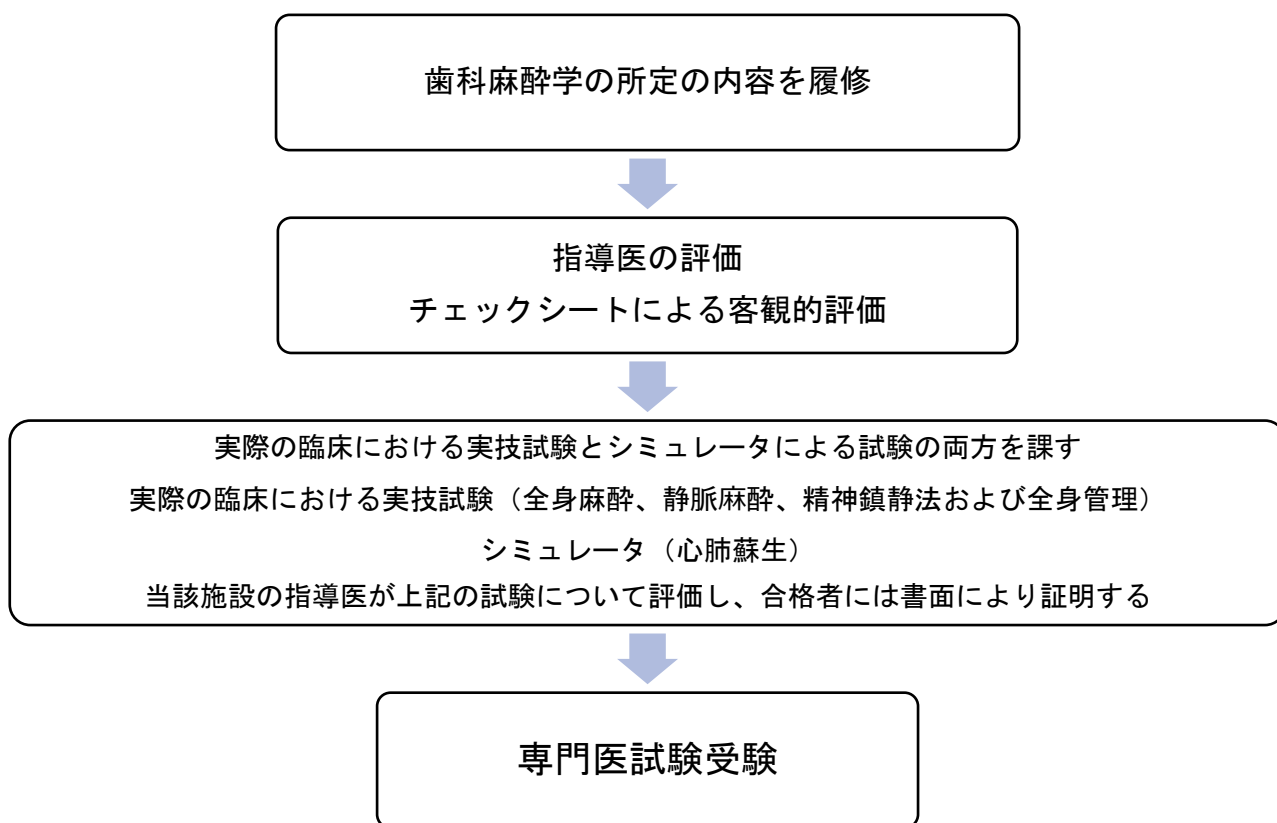 歯科麻酔学の所定の内容を履修
指導医の評価
チェックシートによる客観的評価
実際の臨床における実技試験とシミュレータによる試験の両方を課す
実際の臨床における実技試験（全身麻酔、静脈麻酔、精神鎮静法および全身管理）
シミュレータ（心肺蘇生）
当該施設の指導医が上記の試験について評価し、合格者には書面により証明する
専門医試験受験